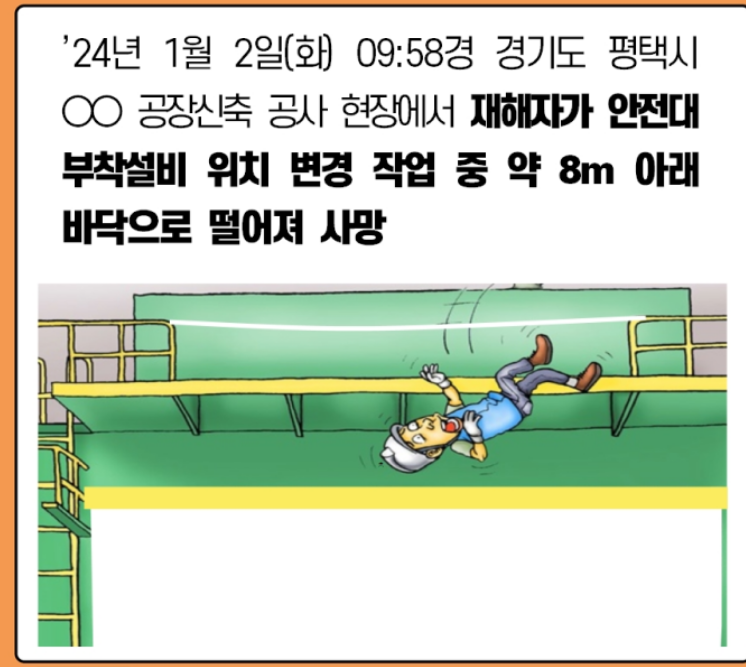 ’24년 1월 2일(화) 09:58경 경기도 평택시
○○ 공장신축 공사 현장에서 재해자가 안전대
부착설비 위치 변경 작업 중 약 8m 아래
바닥으로 떨어져 사망